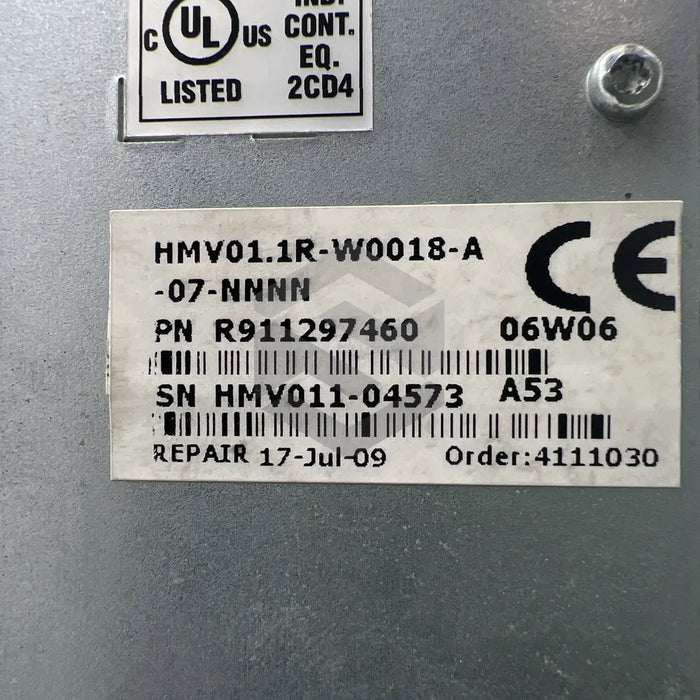 IND.
C UL US CONT.
EQ.
LISTED 2CD4
HMV01.1R-W0018-A
-07-NNNN
CE
PN R911297460 06W06
SN HMV011-04573 A53
REPAIR 17-Jul-09 Order:4111030